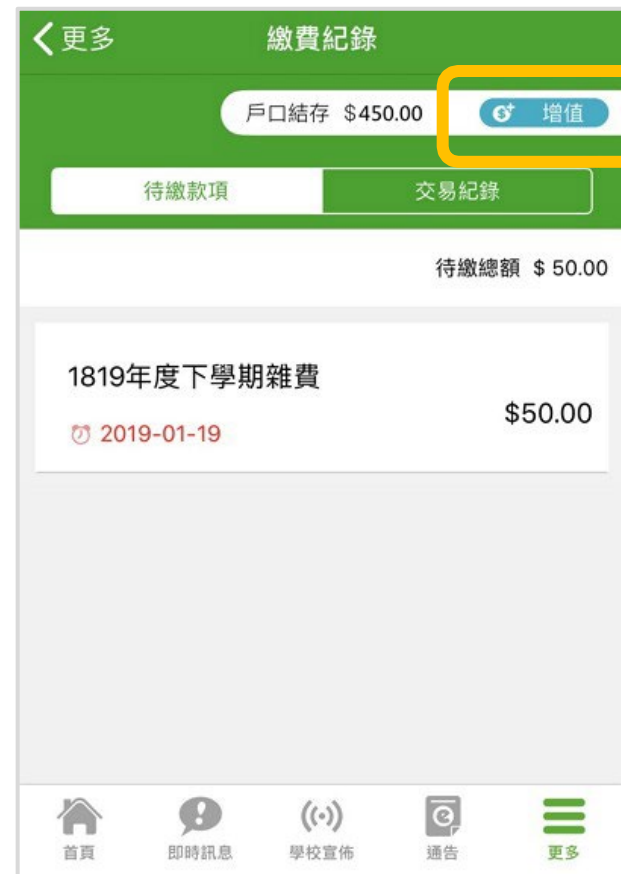 更多 繳費紀錄
戶口結存 $450.00 增值
待繳款項 交易紀錄
待繳總額 $ 50.00
1819年度下學期雜費
$50.00
2019-01-19
首頁 即時訊息 學校宣佈 通告 更多